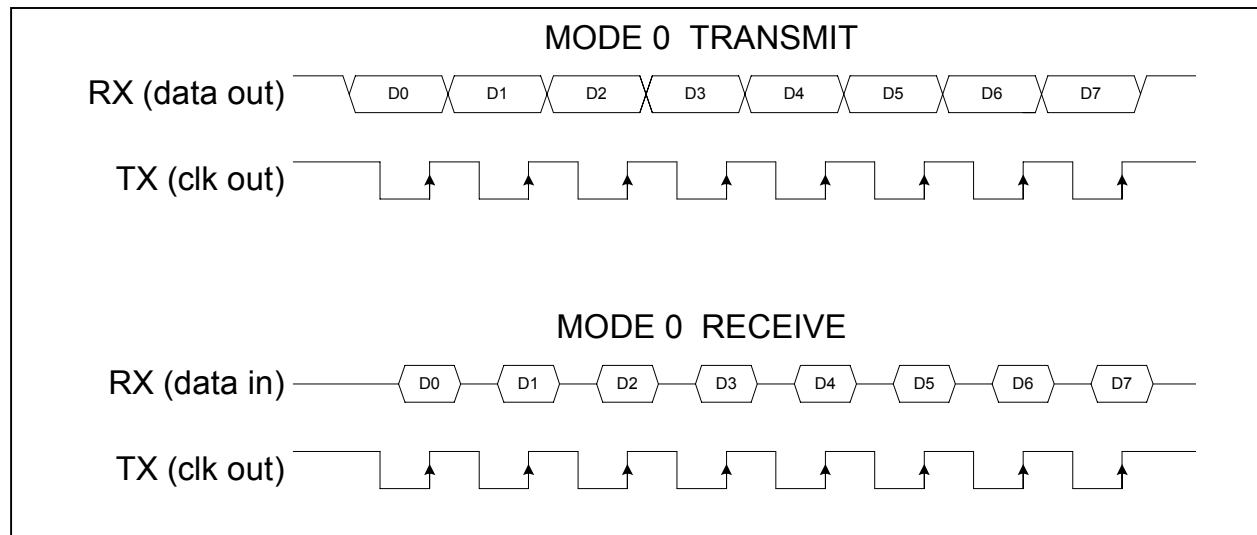 MODE 0 TRANSMIT
RX (data out)
D0 D1 D2 D3 D4 D5 D6 D7
TX (clk out)
MODE 0 RECEIVE
RX (data in)
D0 D1 D2 D3 D4 D5 D6 D7
TX (clk out)